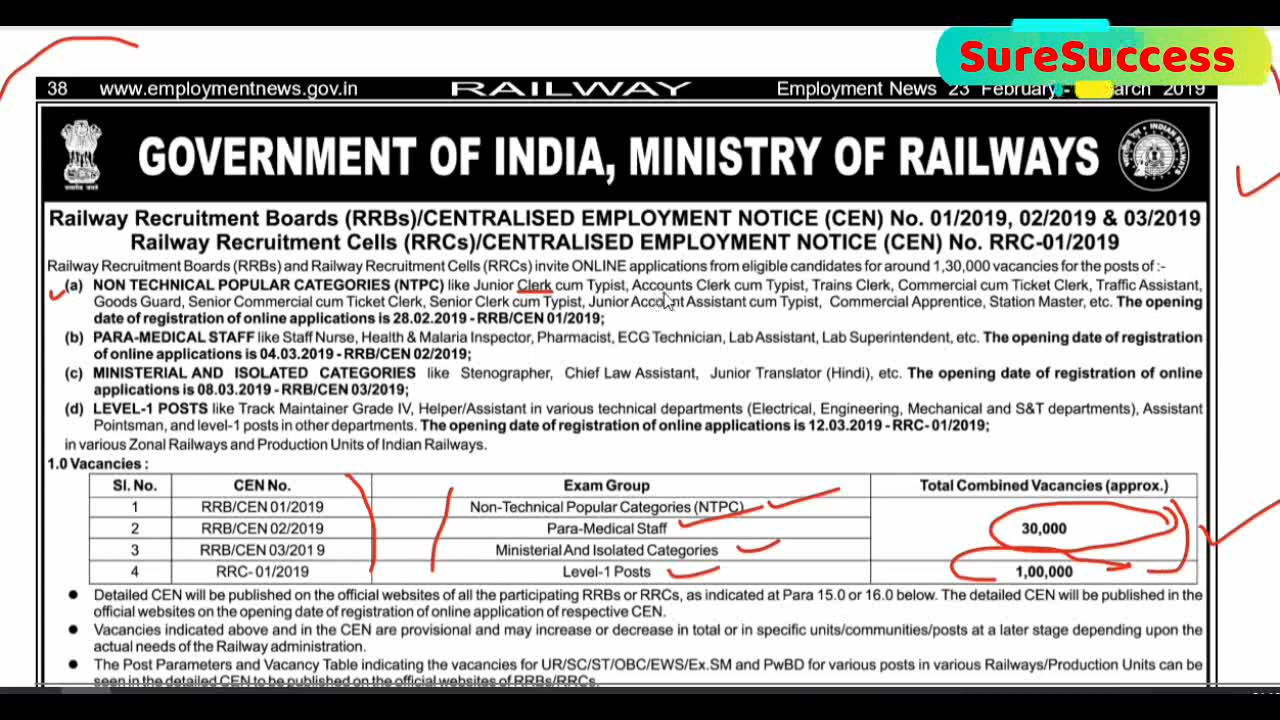 SureSuccess
38 www.employmentnews.gov.in RAILWAY Employment News 23 February - March 2019
GOVERNMENT OF INDIA, MINISTRY OF RAILWAYS
Railway Recruitment Boards (RRBs)/CENTRALISED EMPLOYMENT NOTICE (CEN) No. 01/2019, 02/2019 & 03/2019
Railway Recruitment Cells (RRCs)/CENTRALISED EMPLOYMENT NOTICE (CEN) No. RRC-01/2019
Railway Recruitment Boards (RRBs) and Railway Recruitment Cells (RRCs) invite ONLINE applications from eligible candidates for around 1,30,000 vacancies for the posts of :-
(a) NON TECHNICAL POPULAR CATEGORIES (NTPC) like Junior Clerk cum Typist, Accounts Clerk cum Typist, Trains Clerk, Commercial cum Ticket Clerk, Traffic Assistant,
Goods Guard, Senior Commercial cum Ticket Clerk, Senior Clerk cum Typist, Junior Account Assistant cum Typist, Commercial Apprentice, Station Master, etc. The opening
date of registration of online applications is 28.02.2019 - RRB/CEN 01/2019;
(b) PARA-MEDICAL STAFF like Staff Nurse, Health & Malaria Inspector, Pharmacist, ECG Technician, Lab Assistant, Lab Superintendent, etc. The opening date of registration
of online applications is 04.03.2019 - RRB/CEN 02/2019;
(c) MINISTERIAL AND ISOLATED CATEGORIES like Stenographer, Chief Law Assistant, Junior Translator (Hindi), etc. The opening date of registration of online
applications is 08.03.2019 - RRB/CEN 03/2019;
(d) LEVEL-1 POSTS like Track Maintainer Grade IV, Helper/Assistant in various technical departments (Electrical, Engineering, Mechanical and S&T departments), Assistant
Pointsman, and level-1 posts in other departments. The opening date of registration of online applications is 12.03.2019 - RRC- 01/2019;
in various Zonal Railways and Production Units of Indian Railways.
1.0 Vacancies :
Sl. No. CEN No. Exam Group Total Combined Vacancies (approx.)
1 RRB/CEN 01/2019 Non-Technical Popular Categories (NTPC)
2 RRB/CEN 02/2019 Para-Medical Staff 30,000
3 RRB/CEN 03/2019 Ministerial And Isolated Categories
4 RRC- 01/2019 Level-1 Posts 1,00,000
● Detailed CEN will be published on the official websites of all the participating RRBs or RRCs, as indicated at Para 15.0 or 16.0 below. The detailed CEN will be published in the
official websites on the opening date of registration of online application of respective CEN.
● Vacancies indicated above and in the CEN are provisional and may increase or decrease in total or in specific units/communities/posts at a later stage depending upon the
actual needs of the Railway administration.
● The Post Parameters and Vacancy Table indicating the vacancies for UR/SC/ST/OBC/EWS/Ex.SM and PwBD for various posts in various Railways/Production Units can be
seen in the detailed CEN to be published on the official websites of RRBs/RRCs.